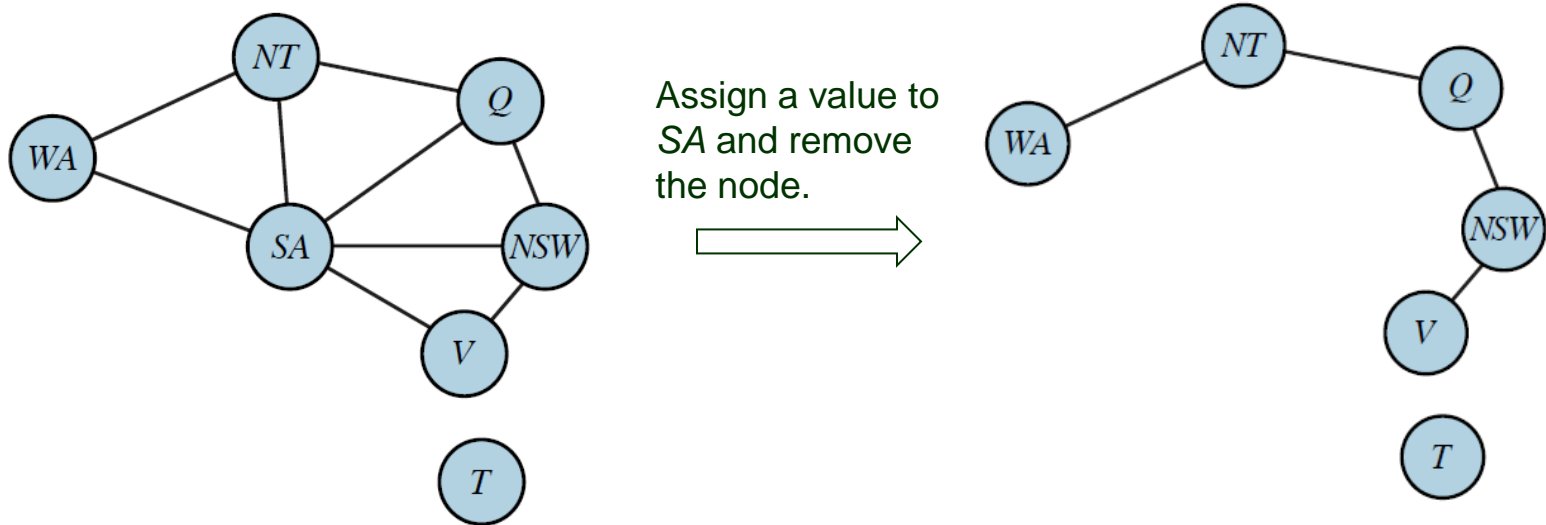 NT
Q
WA
SA
NSW
V
T
Assign a value to
SA and remove
the node.
NT
Q
WA
NSW
V
T